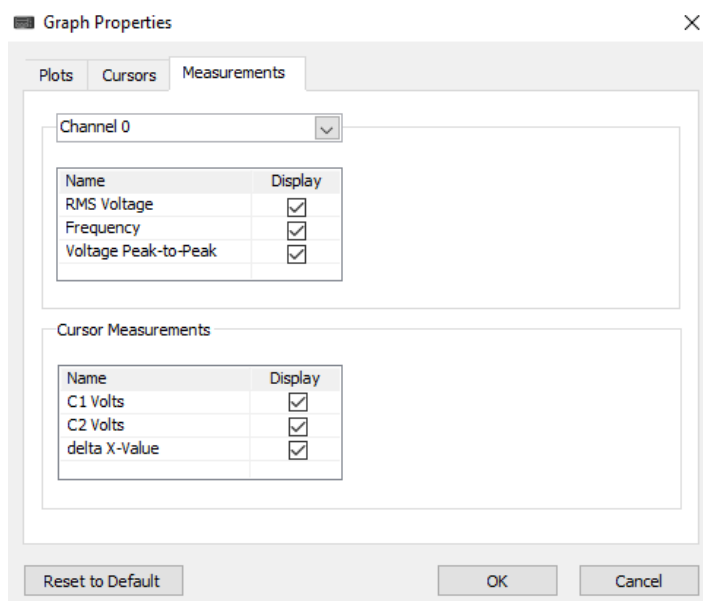 Graph Properties
Plots Cursors Measurements
Channel 0
Name Display
RMS Voltage
Frequency
Voltage Peak-to-Peak
Cursor Measurements
Name Display
C1 Volts
C2 Volts
delta X-Value
Reset to Default OK Cancel